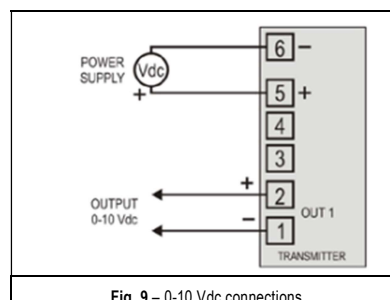 POWER
SUPPLY
Vdc
+
6 –
5 +
4
3
OUTPUT
0-10 Vdc
+
2
OUT 1
–
1
TRANSMITTER
Fig. 9 – 0-10 Vdc connections